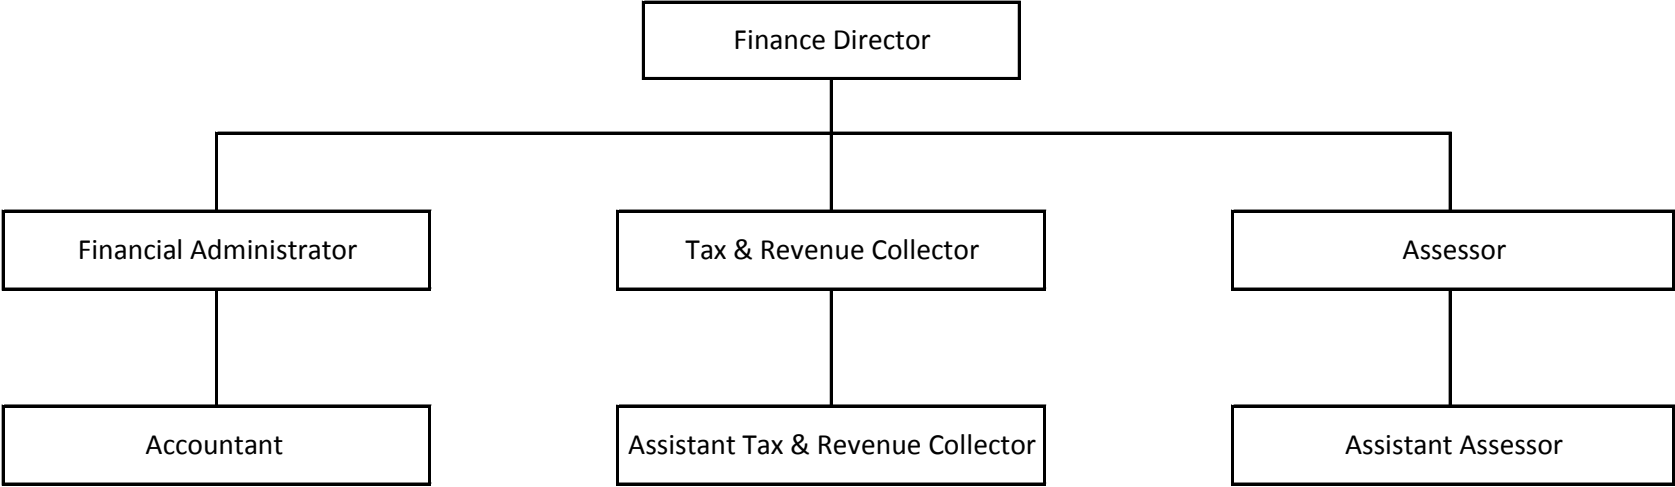 Finance Director
Financial Administrator
Tax & Revenue Collector
Assessor
Accountant
Assistant Tax & Revenue Collector
Assistant Assessor